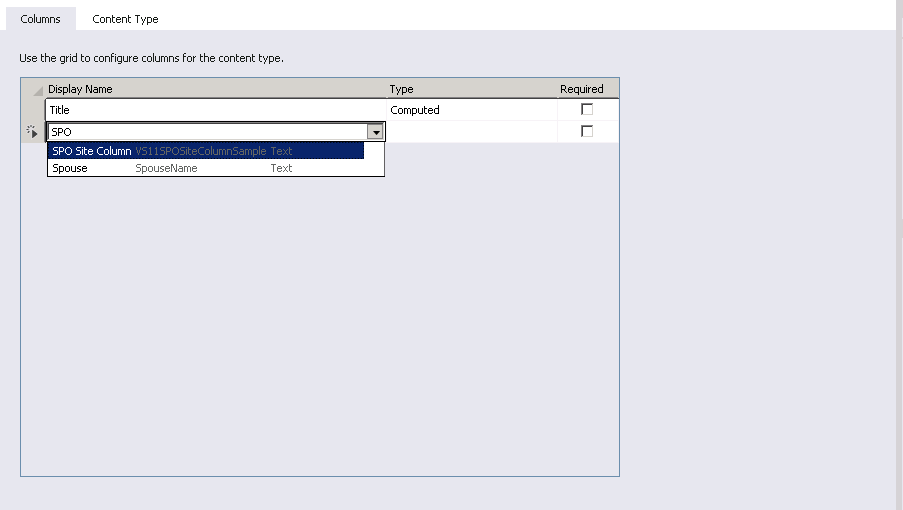 Columns Content Type
Use the grid to configure columns for the content type.
Display Name Type Required
Title Computed
SPO
SPO Site Column VS11SPOSiteColumnSample Text
Spouse SpouseName Text